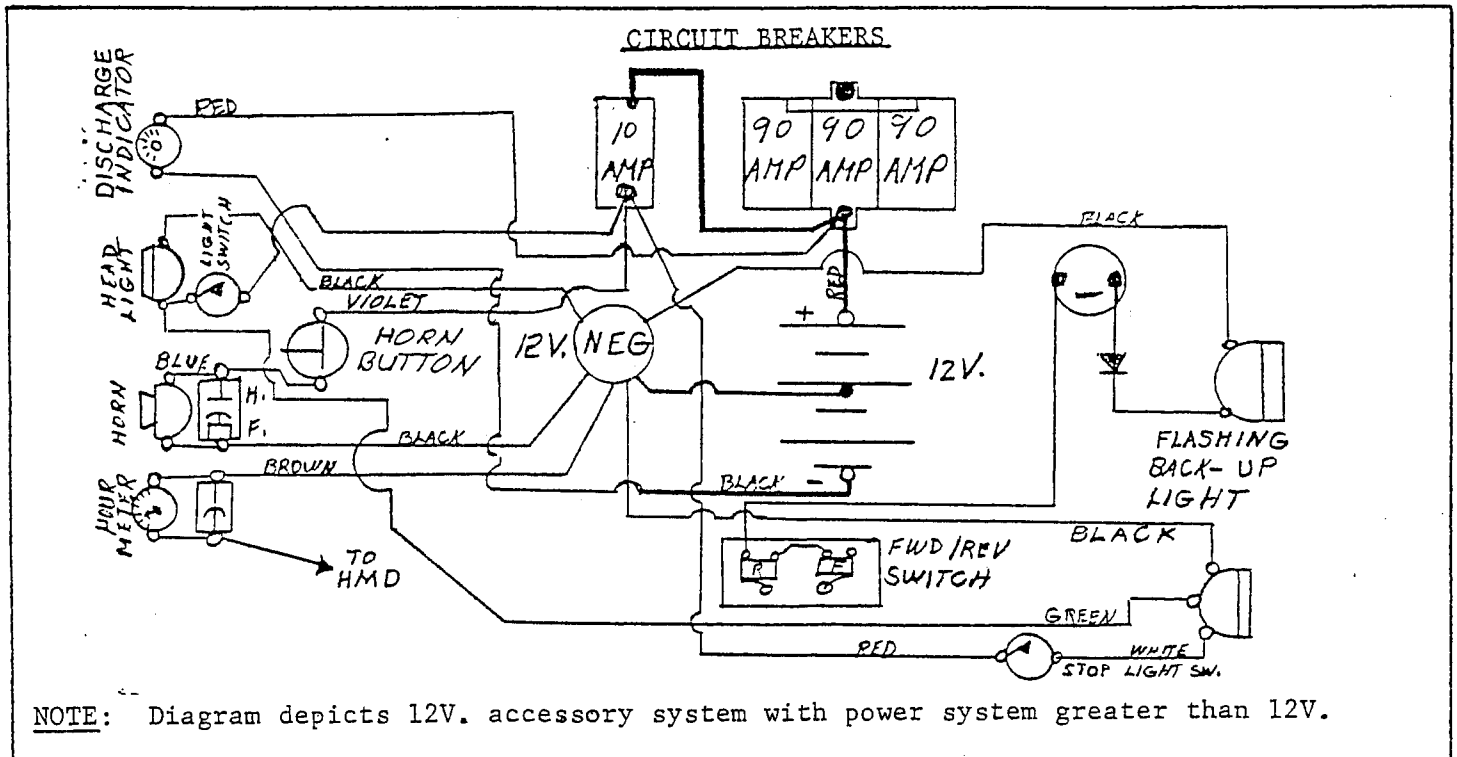 CIRCUIT BREAKERS
DISCHARGE
INDICATOR
RED
10
AMP
90
AMP
90
AMP
90
AMP
HEAD
LIGHT
LIGHT
SWITCH
BLACK
VIOLET
HORN
BUTTON
12V.
NEG
RED
+
12V.
-
BLACK
BLACK
FLASHING
BACK-UP
LIGHT
HORN
BLUE
H.
F.
BLACK
HOUR
METER
BROWN
TO
HMD
FWD/REV
SWITCH
R
F
BLACK
GREEN
RED
WHITE
STOP LIGHT SW.
NOTE: Diagram depicts 12V. accessory system with power system greater than 12V.